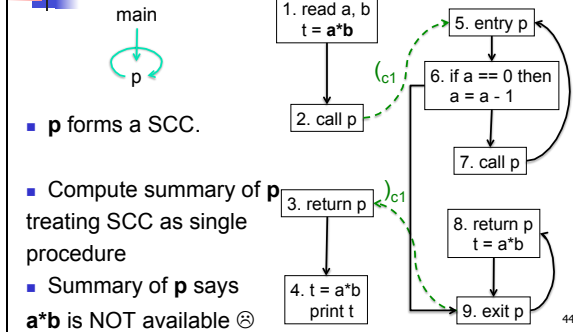 main
p
■ p forms a SCC.
■ Compute summary of p
treating SCC as single
procedure
■ Summary of p says
a*b is NOT available ☹
1. read a, b
t = a*b
2. call p
(c1
3. return p
)c1
4. t = a*b
print t
5. entry p
6. if a == 0 then
a = a - 1
7. call p
8. return p
t = a*b
9. exit p
44